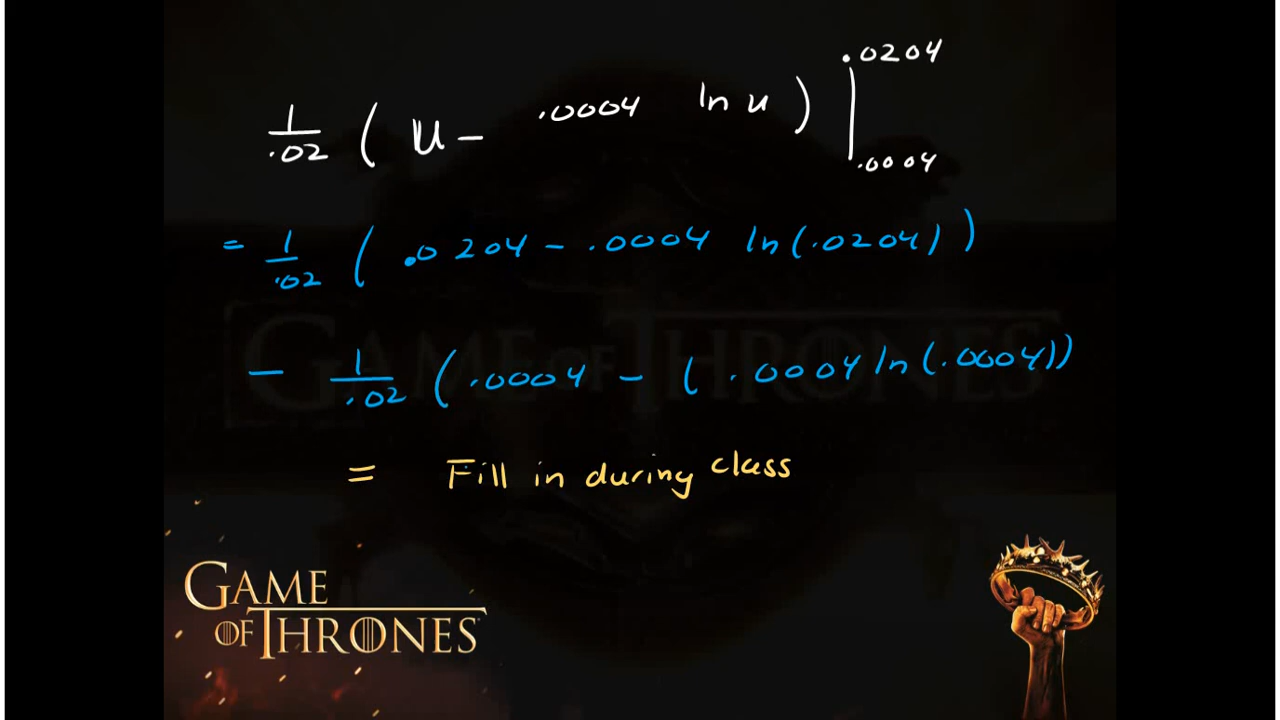 .0204
1/.02 ( u - .0004 ln u ) |
.0004
= 1/.02 ( .0204 - .0004 ln(.0204) )
- 1/.02 ( .0004 - ( .0004 ln (.0004))
= Fill in during class
GAME OF THRONES
GAME
OF THRONES